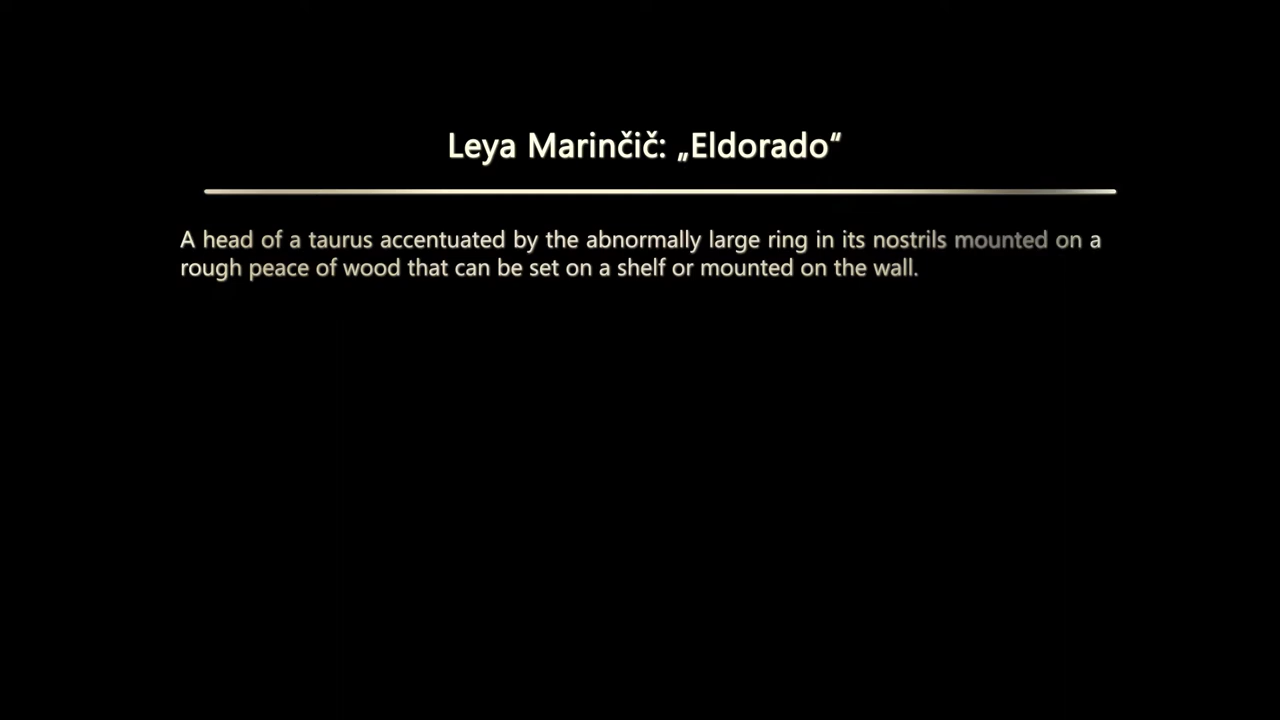 Leya Marinčič: „Eldorado“
A head of a taurus accentuated by the abnormally large ring in its nostrils mounted on a
rough peace of wood that can be set on a shelf or mounted on the wall.